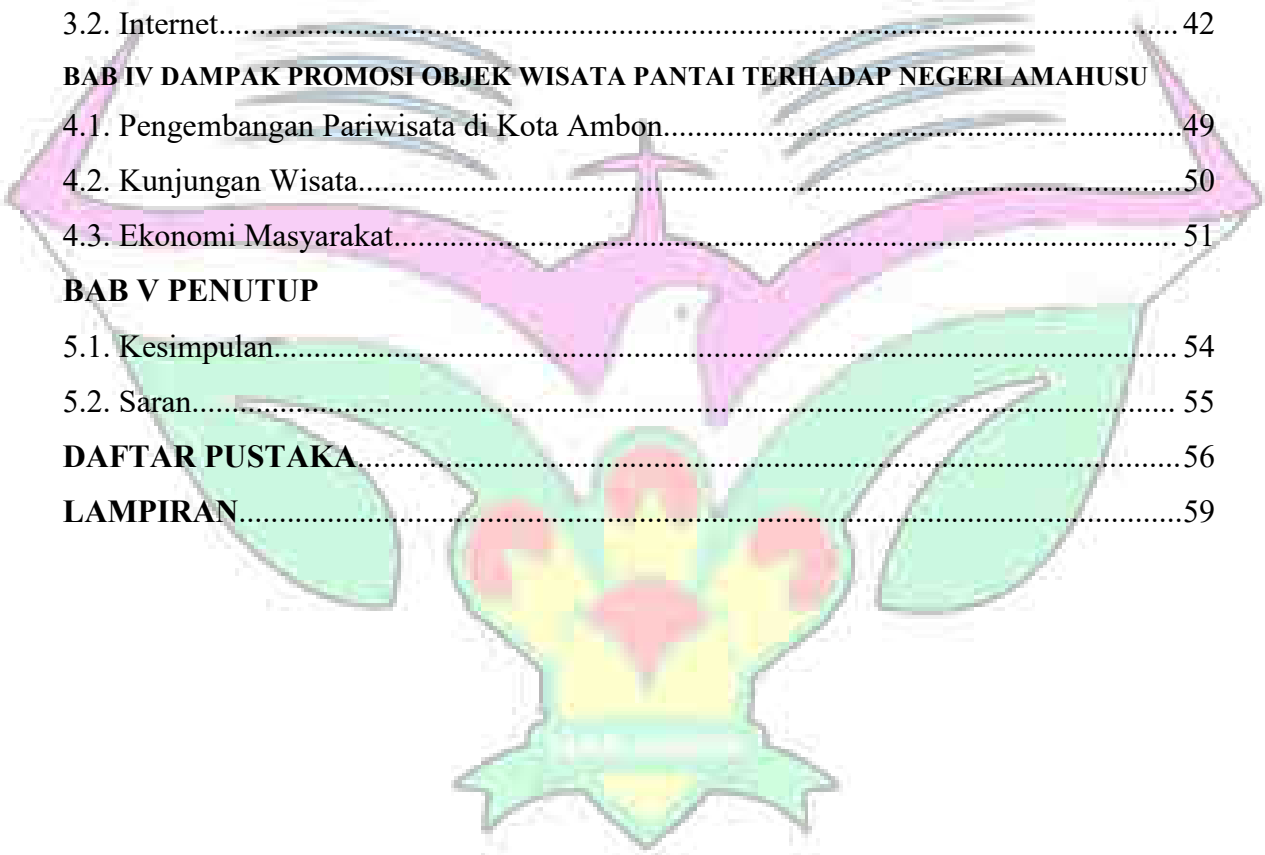 3.2. Internet.......................................................................................................................... 42
BAB IV DAMPAK PROMOSI OBJEK WISATA PANTAI TERHADAP NEGERI AMAHUSU
4.1. Pengembangan Pariwisata di Kota Ambon..................................................................49
4.2. Kunjungan Wisata........................................................................................................50
4.3. Ekonomi Masyarakat................................................................................................... 51
BAB V PENUTUP
5.1. Kesimpulan.................................................................................................................. 54
5.2. Saran............................................................................................................................ 55
DAFTAR PUSTAKA........................................................................................................56
LAMPIRAN.......................................................................................................................59